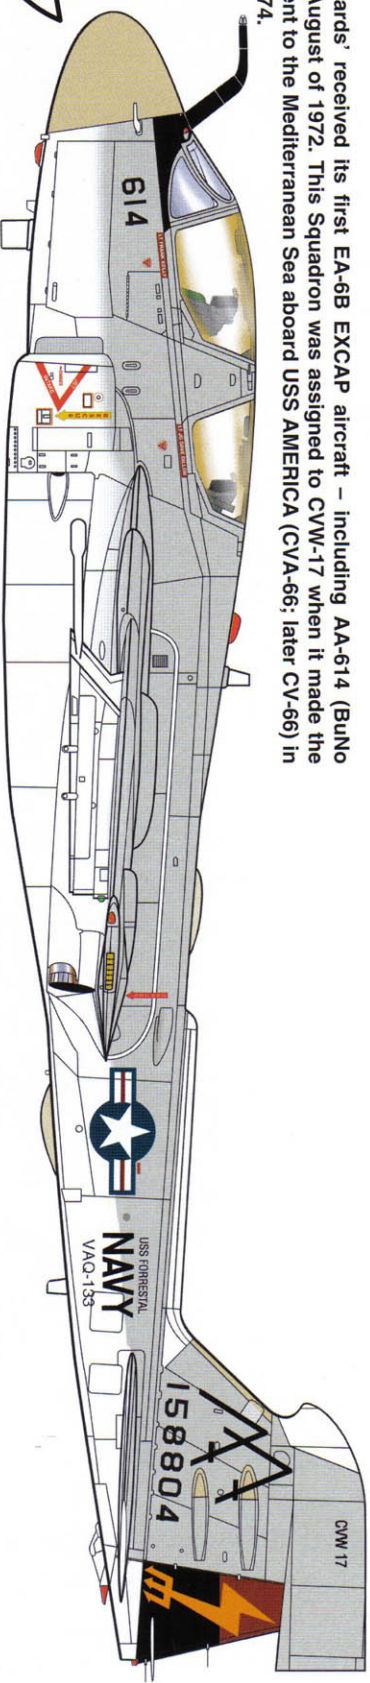 ards' received its first EA-6B EXCAP aircraft – including AA-614 (BuNo
August of 1972. This Squadron was assigned to CVW-17 when it made the
ent to the Mediterranean Sea aboard USS AMERICA (CVA-66; later CV-66) in
74.
614
RESCUE
USS FORRESTAL
NAVY
VAQ-133
AA
158804
CVW 17